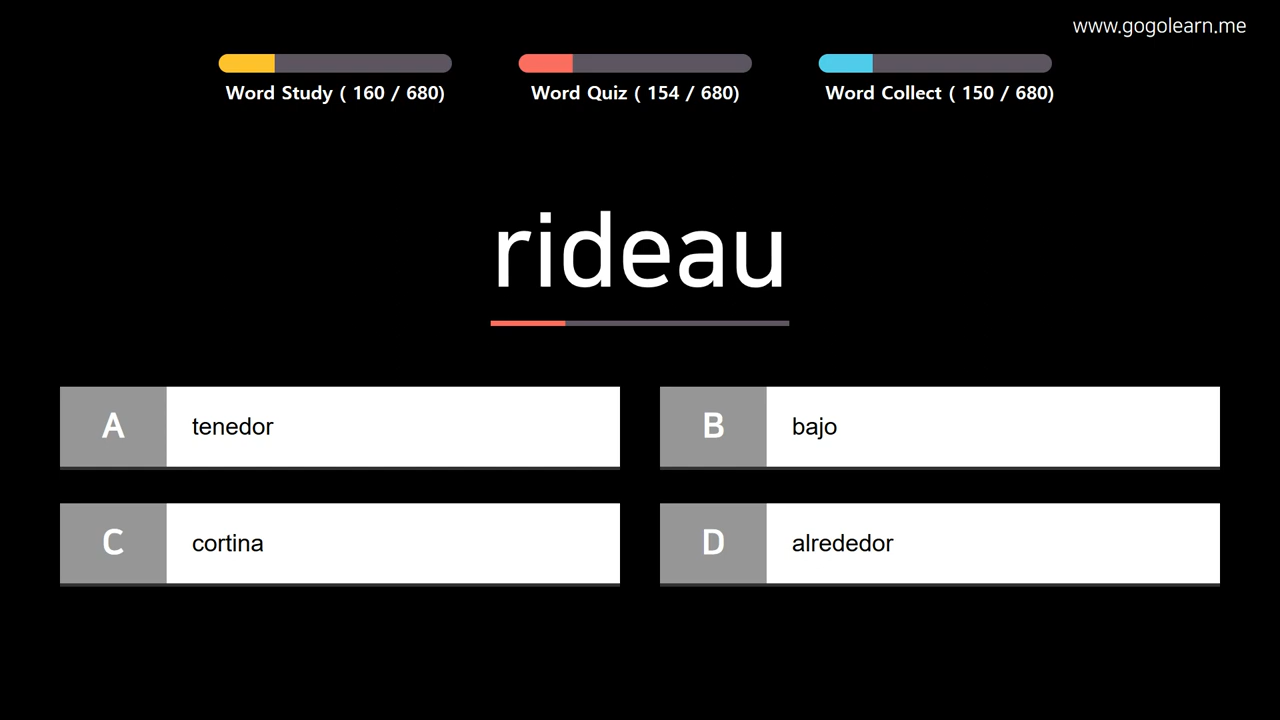 www.gogolearn.me
Word Study ( 160 / 680)
Word Quiz ( 154 / 680)
Word Collect ( 150 / 680)
rideau
A tenedor
B bajo
C cortina
D alrededor